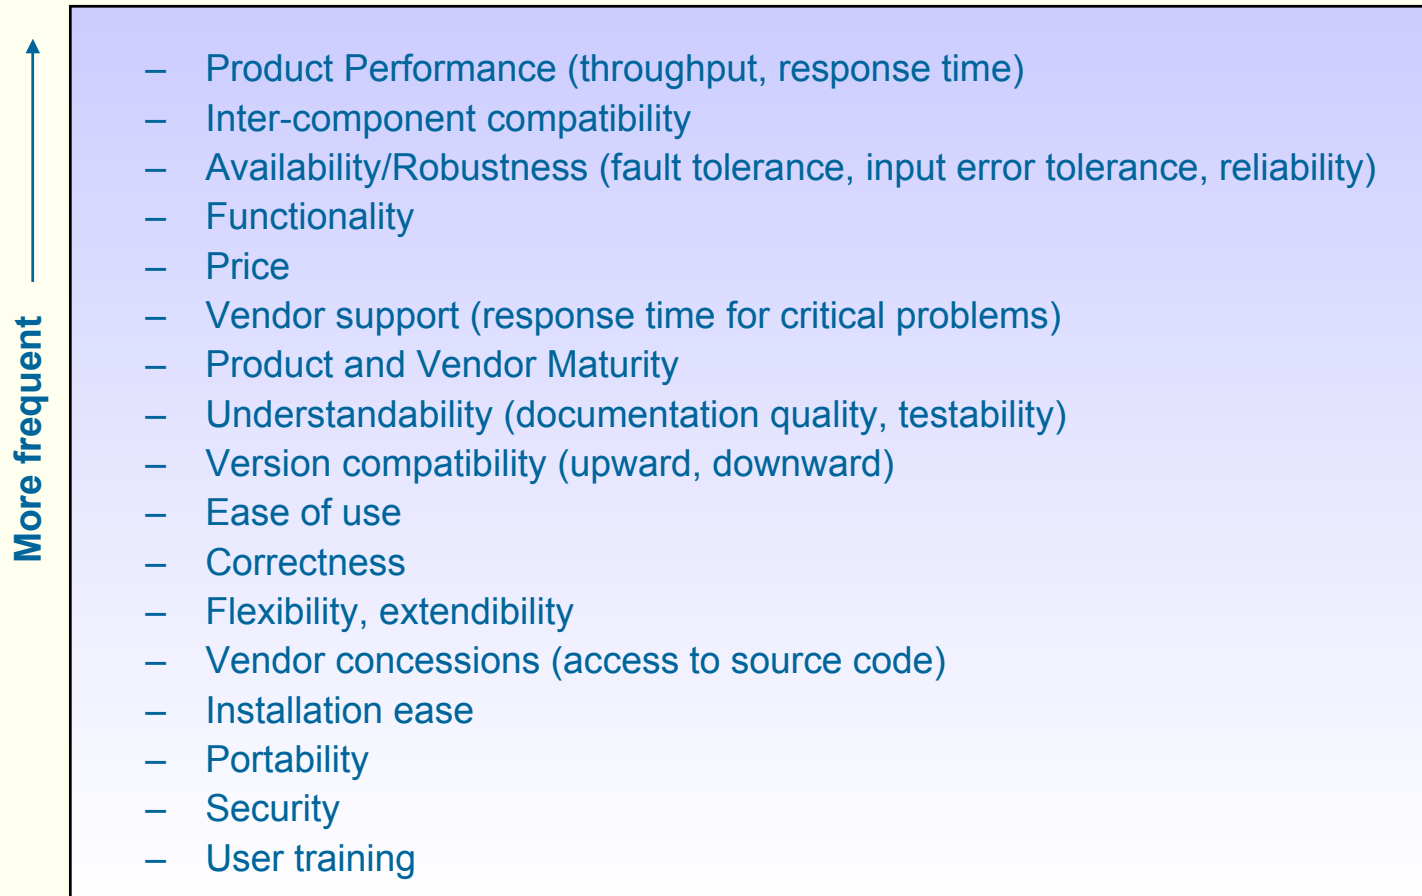 More frequent
– Product Performance (throughput, response time)
– Inter-component compatibility
– Availability/Robustness (fault tolerance, input error tolerance, reliability)
– Functionality
– Price
– Vendor support (response time for critical problems)
– Product and Vendor Maturity
– Understandability (documentation quality, testability)
– Version compatibility (upward, downward)
– Ease of use
– Correctness
– Flexibility, extendibility
– Vendor concessions (access to source code)
– Installation ease
– Portability
– Security
– User training